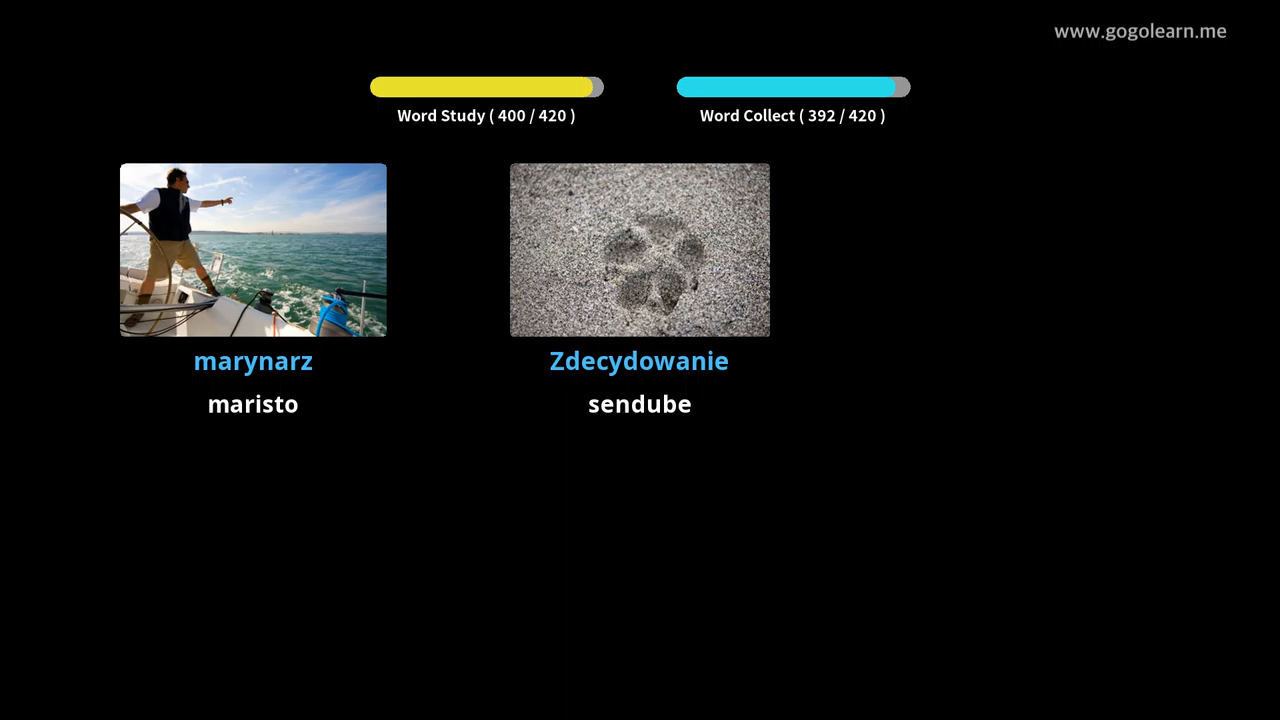 www.gogolearn.me
Word Study ( 400 / 420 )
Word Collect ( 392 / 420 )
marynarz
maristo
Zdecydowanie
sendube